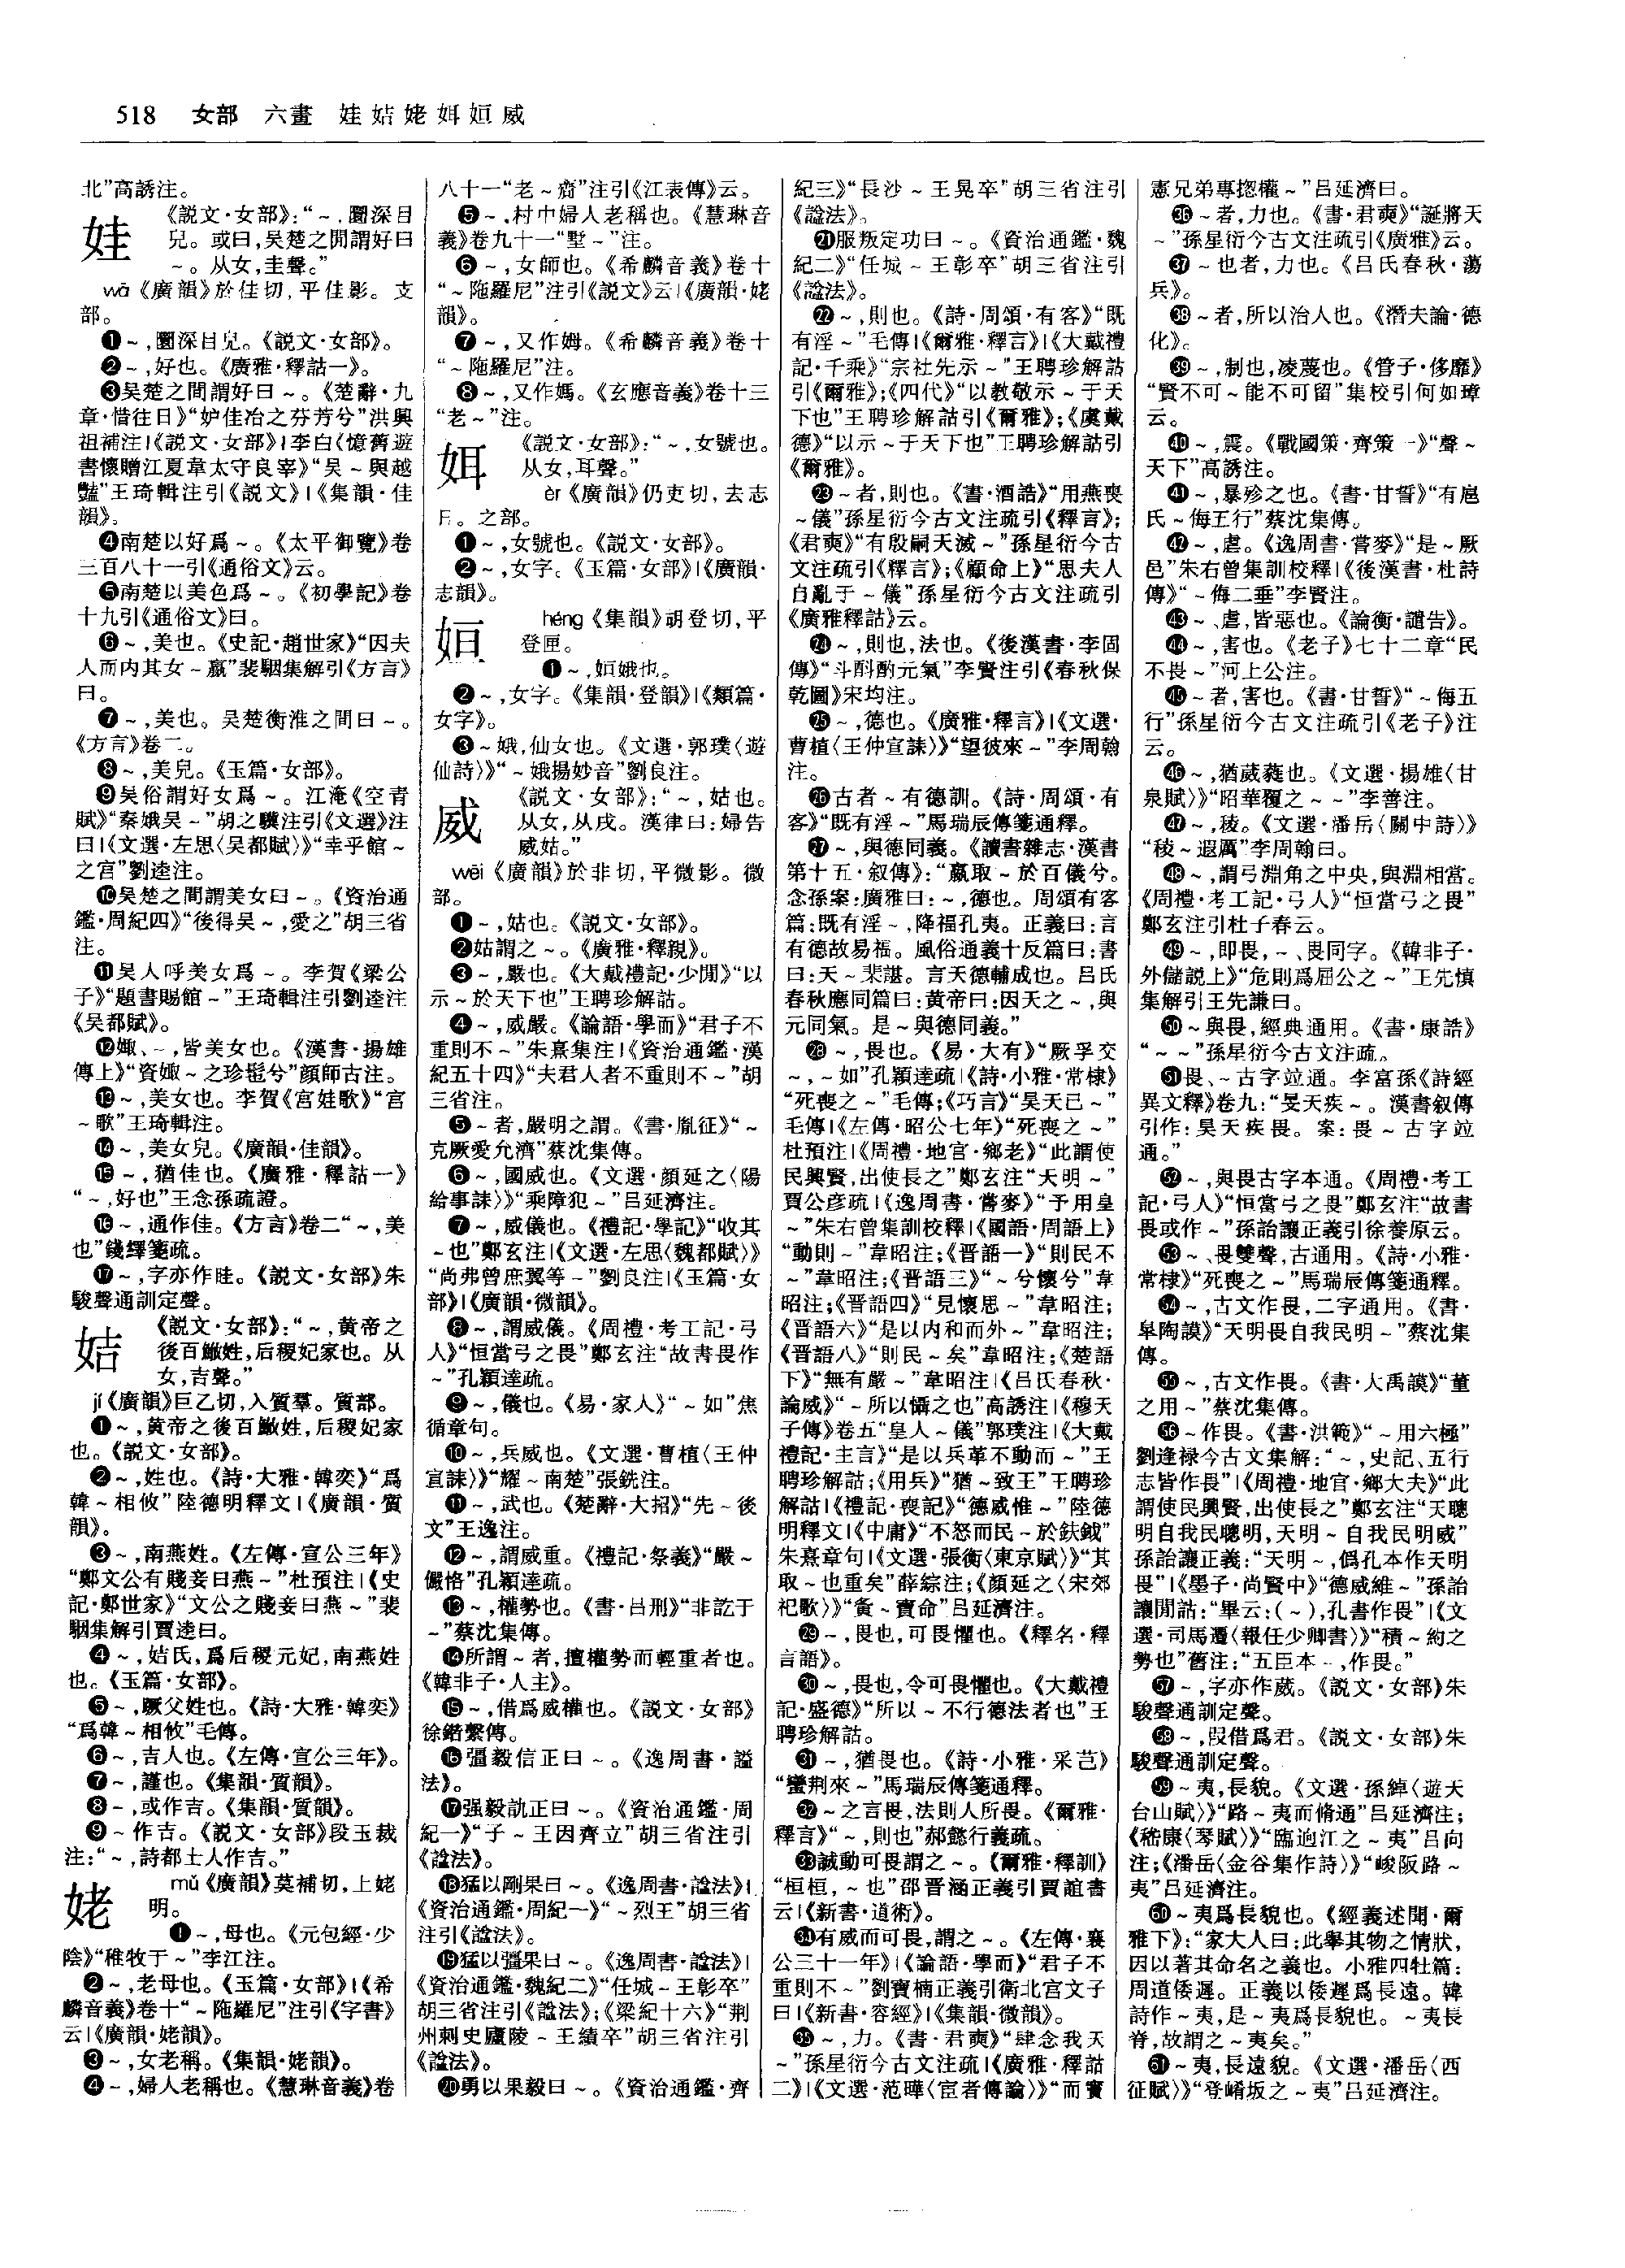 518 女部 六畫 娃姞姥姆姮威
北”高誘注。
娃
《説文·女部》：“～，圜深目
皃。或曰，吳楚之間謂好曰
～。从女，圭聲。”
wā《廣韻》於佳切，平佳影。支
部。
❶～，圜深目皃。《説文·女部》。
❷～，好也。《廣雅·釋詁一》。
❸吳楚之間謂好曰～。《楚辭·九
章·惜往日》“妒佳冶之芬芳兮”洪興
祖補注|《説文·女部》|李白〈憶舊遊
書懷贈江夏韋太守良宰》“吴～與越
豔”王琦輯注引《説文》|《集韻·佳
韻》。
❹南楚以好爲～。《太平御覽》卷
三百八十一引《通俗文》云。
❺南楚以美色爲～。《初學記》卷
十九引《通俗文》曰。
❻～，美也。《史記·趙世家》“因夫
人而内其女～嬴”裴駰集解引《方言》
曰。
❼～，美也。吴楚衡淮之間曰～。
《方言》卷二。
❽～，美皃。《玉篇·女部》。
❾吴俗謂好女爲～。江淹《空青
賦》“秦娥吴～”胡之驥注引《文選》注
曰|《文選·左思〈吴都賦〉》“幸乎館～
之宫”劉逵注。
❿吴楚之間謂美女曰～。《資治通
鑑·周紀四》“後得吴～，愛之”胡三省
注。
⓫吴人呼美女爲～。李賀《梁公
子》“題書賜館～”王琦輯注引劉逵注
《吴都賦》。
⓬娵、～，皆美女也。《漢書·揚雄
傳上》“資娵～之珍髢兮”顔師古注。
⓭～，美女也。李賀《宫娃歌》“宫
～歌”王琦輯注。
⓮～，美女皃。《廣韻·佳韻》。
⓯～，猶佳也。《廣雅·釋詁一》
“～，好也”王念孫疏證。
⓰～，通作佳。《方言》卷二“～，美
也”錢繹箋疏。
⓱～，字亦作眭。《説文·女部》朱
駿聲通訓定聲。
姞
《説文·女部》：“～，黄帝之
後百鮁姓，后稷妃家也。从
女，吉聲。”
jí《廣韻》巨乙切，入質羣。質部。
❶～，黄帝之後百鮁姓，后稷妃家
也。《説文·女部》。
❷～，姓也。《詩·大雅·韓奕》“爲
韓～相攸”陸德明釋文|《廣韻·質
韻》。
❸～，南燕姓。《左傳·宣公三年》
“鄭文公有賤妾曰燕～”杜預注|《史
記·鄭世家》“文公之賤妾曰燕～”裴
駰集解引賈逵曰。
❹～，姞氏，爲后稷元妃，南燕姓
也。《玉篇·女部》。
❺～，蹶父姓也。《詩·大雅·韓奕》
“爲韓～相攸”毛傳。
❻～，吉人也。《左傳·宣公三年》。
❼～，謹也。《集韻·質韻》。
❽～，或作吉。《集韻·質韻》。
❾～作吉。《説文·女部》段玉裁
注：“～，詩都士人作吉。”
姥
mǔ《廣韻》莫補切，上姥
明。
❶～，母也。《元包經·少
陰》“稚牧于～”李江注。
❷～，老母也。《玉篇·女部》|《希
麟音義》卷十“～陁羅尼”注引《字書》
云|《廣韻·姥韻》。
❸～，女老稱。《集韻·姥韻》。
❹～，婦人老稱也。《慧琳音義》卷
八十一“老～㾭”注引《江表傳》云。
❺～，村中婦人老稱也。《慧琳音
義》卷九十一“墅～”注。
❻～，女師也。《希麟音義》卷十
“～陁羅尼”注引《説文》云|《廣韻·姥
韻》。
❼～，又作姆。《希麟音義》卷十
“～陁羅尼”注。
❽～，又作媽。《玄應音義》卷十三
“老～”注。
姆
《説文·女部》：“～，女號也。
从女，耳聲。”
èr《廣韻》仍吏切，去志
日。之部。
❶～，女號也。《説文·女部》。
❷～，女字。《玉篇·女部》|《廣韻·
志韻》。
姮
héng《集韻》胡登切，平
登匣。
❶～，姮娥也。
❷～，女字。《集韻·登韻》|《類篇·
女字》。
❸～娥，仙女也。《文選·郭璞〈遊
仙詩〉》“～娥揚妙音”劉良注。
威
《説文·女部》：“～，姑也。
从女，从戌。漢律曰：婦告
威姑。”
wēi《廣韻》於非切，平微影。微
部。
❶～，姑也。《説文·女部》。
❷姑謂之～。《廣雅·釋親》。
❸～，嚴也。《大戴禮記·少閒》“以
示～於天下也”王聘珍解詁。
❹～，威嚴。《論語·學而》“君子不
重則不～”朱熹集注|《資治通鑑·漢
紀五十四》“夫君人者不重則不～”胡
三省注。
❺～者，嚴明之謂。《書·胤征》“～
克厥愛允濟”蔡沈集傳。
❻～，國威也。《文選·顔延之〈陽
給事誄〉》“乘障犯～”吕延濟注。
❼～，威儀也。《禮記·學記》“收其
～也”鄭玄注|《文選·左思〈魏都賦〉》
“尚弗曾庶翼等～”劉良注|《玉篇·女
部》|《廣韻·微韻》。
❽～，謂威儀。《周禮·考工記·弓
人》“恒當弓之畏”鄭玄注“故書畏作
～”孔穎達疏。
❾～，儀也。《易·家人》“～如”焦
循章句。
❿～，兵威也。《文選·曹植〈王仲
宣誄〉》“耀～南楚”張銑注。
⓫～，武也。《楚辭·大招》“先～後
文”王逸注。
⓬～，謂威重。《禮記·祭義》“嚴～
儼恪”孔穎達疏。
⓭～，權勢也。《書·吕刑》“非訖于
～”蔡沈集傳。
⓮所謂～者，擅權勢而輕重者也。
《韓非子·人主》。
⓯～，借爲威權也。《説文·女部》
徐鍇繫傳。
⓰彊毅信正曰～。《逸周書·謚
法》。
⓱强毅訅正曰～。《資治通鑑·周
紀一》“子～王因齊立”胡三省注引
《謚法》。
⓲猛以剛果曰～。《逸周書·謚法》|
《資治通鑑·周紀一》“～烈王”胡三省
注引《謚法》。
⓳猛以彊果曰～。《逸周書·謚法》|
《資治通鑑·魏紀二》“任城～王彰卒”
胡三省注引《謚法》；《梁紀十六》“荆
州刺史廬陵～王績卒”胡三省注引
《謚法》。
⓴勇以果毅曰～。《資治通鑑·齊
紀三》“長沙～王晃卒”胡三省注引
《謚法》。
㉑服叛定功曰～。《資治通鑑·魏
紀二》“任城～王彰卒”胡三省注引
《謚法》。
㉒～，則也。《詩·周頌·有客》“既
有淫～”毛傳|《爾雅·釋言》|《大戴禮
記·千乘》“宗社先示～”王聘珍解詁
引《爾雅》；《四代》“以教敬示～于天
下也”王聘珍解詁引《爾雅》；《虞戴
德》“以示～于天下也”王聘珍解詁引
《爾雅》。
㉓～者，則也。《書·酒誥》“用燕喪
～儀”孫星衍今古文注疏引《釋言》；
《君奭》“有殷嗣天滅～”孫星衍今古
文注疏引《釋言》；《顧命上》“思夫人
自亂于～儀”孫星衍今古文注疏引
《廣雅釋詁》云。
㉔～，則也，法也。《後漢書·李固
傳》“斗斟酌元氣”李賢注引《春秋保
乾圖》宋均注。
㉕～，德也。《廣雅·釋言》|《文選·
曹植〈王仲宣誄〉》“望彼來～”李周翰
注。
㉖古者～有德訓。《詩·周頌·有
客》“既有淫～”馬瑞辰傳箋通釋。
㉗～，與德同義。《讀書雜志·漢書
第十五·叙傳》：“嬴取～於百儀兮。
念孫案：廣雅曰：～，德也。周頌有客
篇：既有淫～，降福孔夷。正義曰：言
有德故易福。風俗通義十反篇曰：書
曰：天～棐諶。言天德輔成也。吕氏
春秋應同篇曰：黄帝曰：因天之～，與
元同氣。是～與德同義。”
㉘～，畏也。《易·大有》“厥孚交
～，～如”孔穎達疏|《詩·小雅·常棣》
“死喪之～”毛傳；《巧言》“昊天已～”
毛傳|《左傳·昭公七年》“死喪之～”
杜預注|《周禮·地官·鄉老》“此謂使
民興賢，出使長之”鄭玄注“天明～”
賈公彦疏|《逸周書·嘗麥》“予用皇
～”朱右曾集訓校釋|《國語·周語上》
“動則～”韋昭注；《晋語一》“則民不
～”韋昭注；《晋語三》“～兮懷兮”韋
昭注；《晋語四》“見懷思～”韋昭注；
《晋語六》“是以内和而外～”韋昭注；
《晋語八》“則民～矣”韋昭注；《楚語
下》“無有嚴～”韋昭注|《吕氏春秋·
論威》“～所以懾之也”高誘注|《穆天
子傳》卷五“皇人～儀”郭璞注|《大戴
禮記·主言》“是以兵革不動而～”王
聘珍解詁；《用兵》“猶～致王”王聘珍
解詁|《禮記·喪記》“德威惟～”陸德
明釋文|《中庸》“不怒而民～於鈇鉞”
朱熹章句|《文選·張衡〈東京賦〉》“其
取～也重矣”薛綜注；《顔延之〈宋郊
祀歌〉》“夤～寶命”吕延濟注。
㉙～，畏也，可畏懼也。《釋名·釋
言語》。
㉚～，畏也，令可畏懼也。《大戴禮
記·盛德》“所以～不行德法者也”王
聘珍解詁。
㉛～，猶畏也。《詩·小雅·采芑》
“蠻荆來～”馬瑞辰傳箋通釋。
㉜～之言畏，法則人所畏。《爾雅·
釋言》“～，則也”郝懿行義疏。
㉝誠動可畏謂之～。《爾雅·釋訓》
“桓桓，～也”邵晋涵正義引賈誼書
云|《新書·道術》。
㉞有威而可畏，謂之～。《左傳·襄
公三十一年》|《論語·學而》“君子不
重則不～”劉寶楠正義引衛北宫文子
曰|《新書·容經》|《集韻·微韻》。
㉟～，力。《書·君奭》“肆念我天
～”孫星衍今古文注疏|《廣雅·釋詁
二》|《文選·范曄〈宦者傳論〉》“而竇
憲兄弟專揔權～”吕延濟曰。
㊱～者，力也。《書·君奭》“誕將天
～”孫星衍今古文注疏引《廣雅》云。
㊲～也者，力也。《吕氏春秋·蕩
兵》。
㊳～者，所以治人也。《潛夫論·德
化》。
㊴～，制也，凌蔑也。《管子·侈靡》
“賢不可～能不可留”集校引何如璋
云。
㊵～，震。《戰國策·齊策一》“聲～
天下”高誘注。
㊶～，暴殄之也。《書·甘誓》“有扈
氏～侮五行”蔡沈集傳。
㊷～，虐。《逸周書·嘗麥》“是～厥
邑”朱右曾集訓校釋|《後漢書·杜詩
傳》“～侮二垂”李賢注。
㊸～、虐，皆惡也。《論衡·譴告》。
㊹～，害也。《老子》七十二章“民
不畏～”河上公注。
㊺～者，害也。《書·甘誓》“～侮五
行”孫星衍今古文注疏引《老子》注
云。
㊻～，猶葳蕤也。《文選·揚雄〈甘
泉賦〉》“昭華覆之～～”李善注。
㊼～，稜。《文選·潘岳〈關中詩〉》
“稜～遐厲”李周翰曰。
㊽～，謂弓淵角之中央，與淵相當。
《周禮·考工記·弓人》“恒當弓之畏”
鄭玄注引杜子春云。
㊾～，即畏，～、畏同字。《韓非子·
外儲説上》“危則爲屈公之～”王先慎
集解引王先謙曰。
㊿～與畏，經典通用。《書·康誥》
“～～”孫星衍今古文注疏。
51畏、～古字竝通。李富孫《詩經
異文釋》卷九：“旻天疾～。漢書叙傳
引作：昊天疾畏。案：畏～古字竝
通。”
52～，與畏古字本通。《周禮·考工
記·弓人》“恒當弓之畏”鄭玄注“故書
畏或作～”孫詒讓正義引徐養原云。
53～、畏雙聲，古通用。《詩·小雅·
常棣》“死喪之～”馬瑞辰傳箋通釋。
54～，古文作畏，二字通用。《書·
皋陶謨》“天明畏自我民明～”蔡沈集
傳。
55～，古文作畏。《書·大禹謨》“董
之用～”蔡沈集傳。
56～作畏。《書·洪範》“～用六極”
劉逢禄今古文集解：“～，史記、五行
志皆作畏”|《周禮·地官·鄉大夫》“此
謂使民興賢，出使長之”鄭玄注“天聰
明自我民聰明，天明～自我民明威”
孫詒讓正義：“天明～，僞孔本作天明
畏”|《墨子·尚賢中》“德威維～”孫詒
讓閒詁：“畢云：(～)，孔書作畏”|《文
選·司馬遷〈報任少卿書〉》“積～約之
勢也”舊注：“五臣本～，作畏。”
57～，字亦作葳。《説文·女部》朱
駿聲通訓定聲。
58～，叚借爲君。《説文·女部》朱
駿聲通訓定聲。
59～夷，長貌。《文選·孫綽〈遊天
台山賦〉》“路～夷而脩通”吕延濟注；
《嵇康〈琴賦〉》“臨迥江之～夷”吕向
注；《潘岳〈金谷集作詩〉》“峻阪路～
夷”吕延濟注。
60～夷爲長貌也。《經義述聞·爾
雅下》：“家大人曰：此舉其物之情狀，
因以著其命名之義也。小雅四牡篇：
周道倭遲。正義以倭遲爲長遠。韓
詩作～夷，是～夷爲長貌也。～夷長
脊，故謂之～夷矣。”
61～夷，長遠貌。《文選·潘岳〈西
征賦〉》“登崤坂之～夷”吕延濟注。